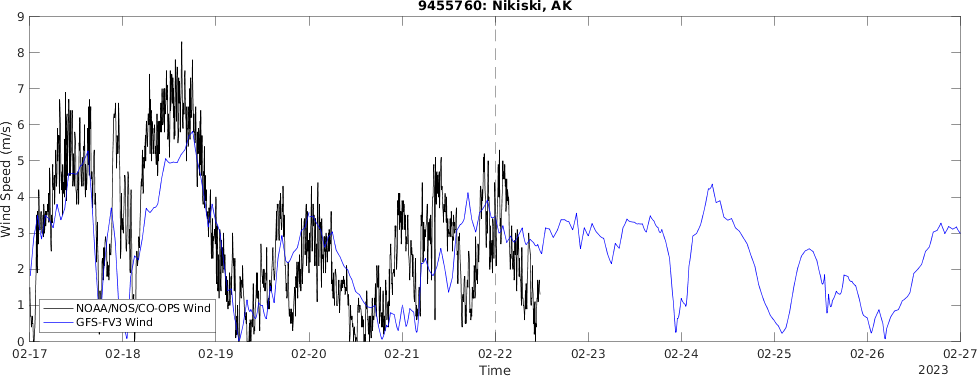 9455760: Nikiski, AK
9
8
7
6
5
4
3
2
1
0
Wind Speed (m/s)
NOAA/NOS/CO-OPS Wind
GFS-FV3 Wind
02-17 02-18 02-19 02-20 02-21 02-22 02-23 02-24 02-25 02-26 02-27
Time
2023